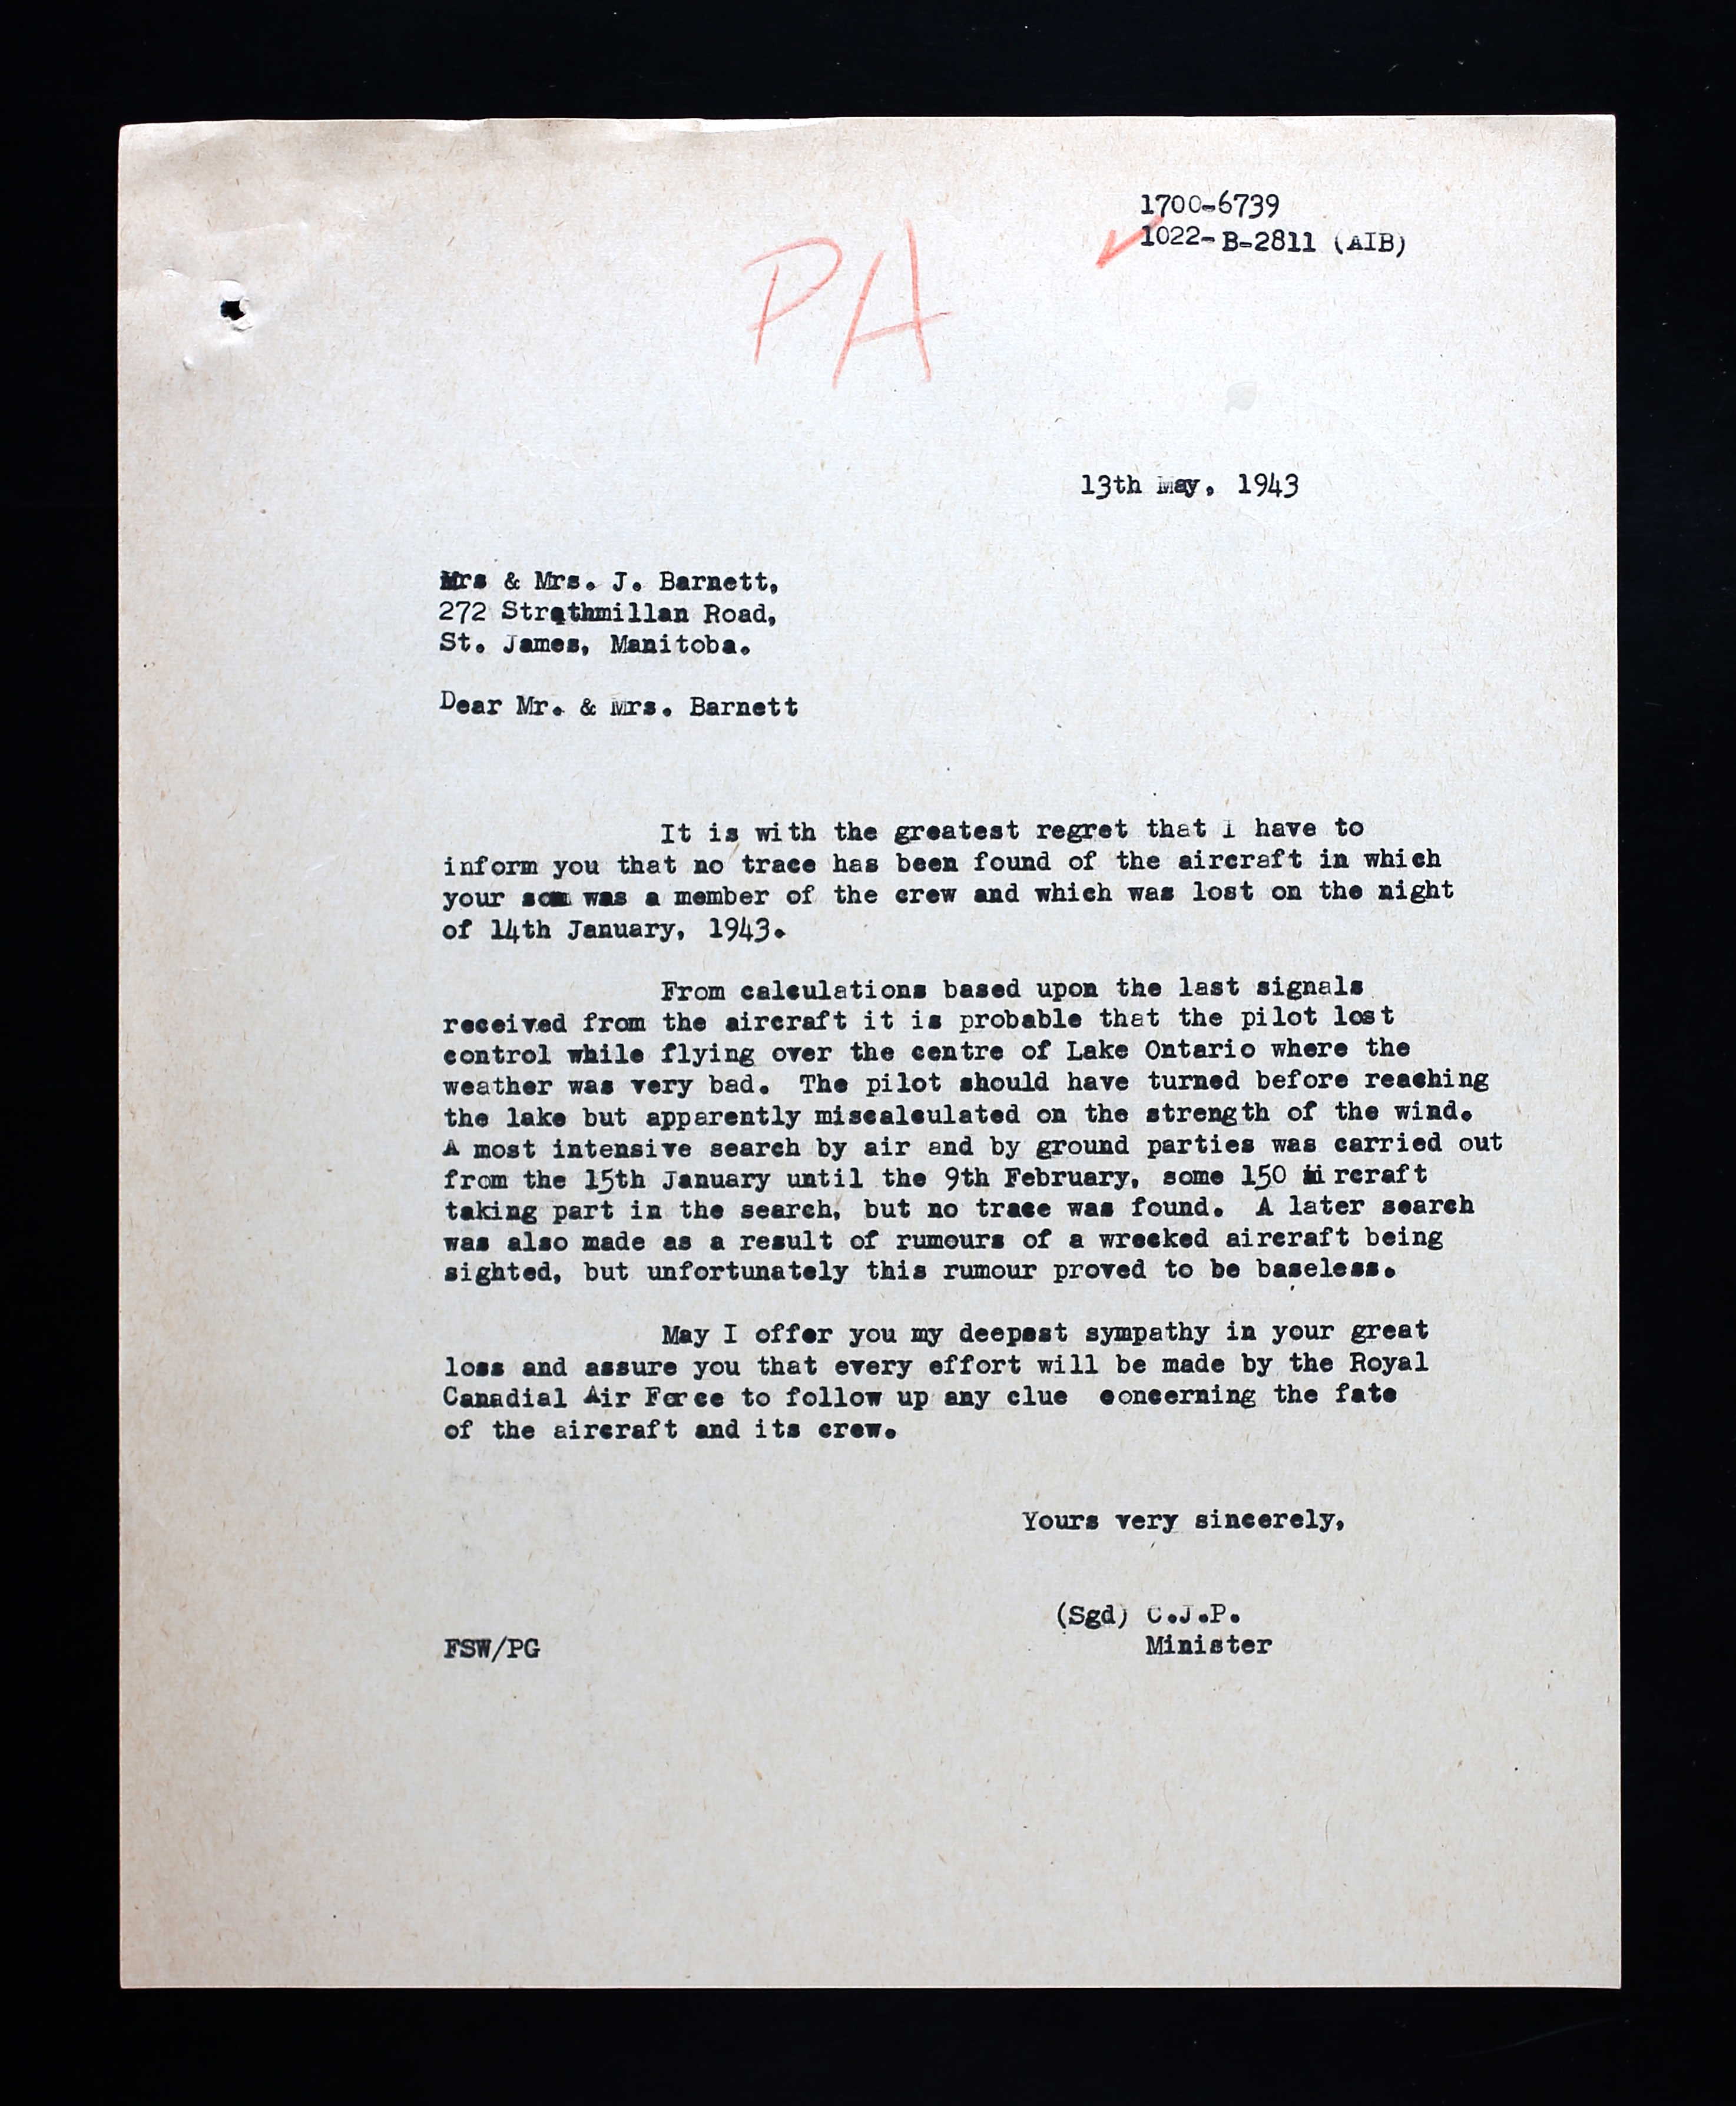 1700-6739
1022-B-2811 (AIB)
PA
13th May, 1943
Mrs & Mrs. J. Barnett,
272 Strathmillan Road,
St. James, Manitoba.
Dear Mr. & Mrs. Barnett
It is with the greatest regret that I have to
inform you that no trace has been found of the aircraft in which
your son was a member of the crew and which was lost on the night
of 14th January, 1943.
From calculations based upon the last signals
received from the aircraft it is probable that the pilot lost
control while flying over the centre of Lake Ontario where the
weather was very bad. The pilot should have turned before reaching
the lake but apparently miscalculated on the strength of the wind.
A most intensive search by air and by ground parties was carried out
from the 15th January until the 9th February, some 150 aircraft
taking part in the search, but no trace was found. A later search
was also made as a result of rumours of a wrecked aircraft being
sighted, but unfortunately this rumour proved to be baseless.
May I offer you my deepest sympathy in your great
loss and assure you that every effort will be made by the Royal
Canadial Air Force to follow up any clue concerning the fate
of the aircraft and its crew.
Yours very sincerely,
(Sgd) C.J.P.
Minister
FSW/PG